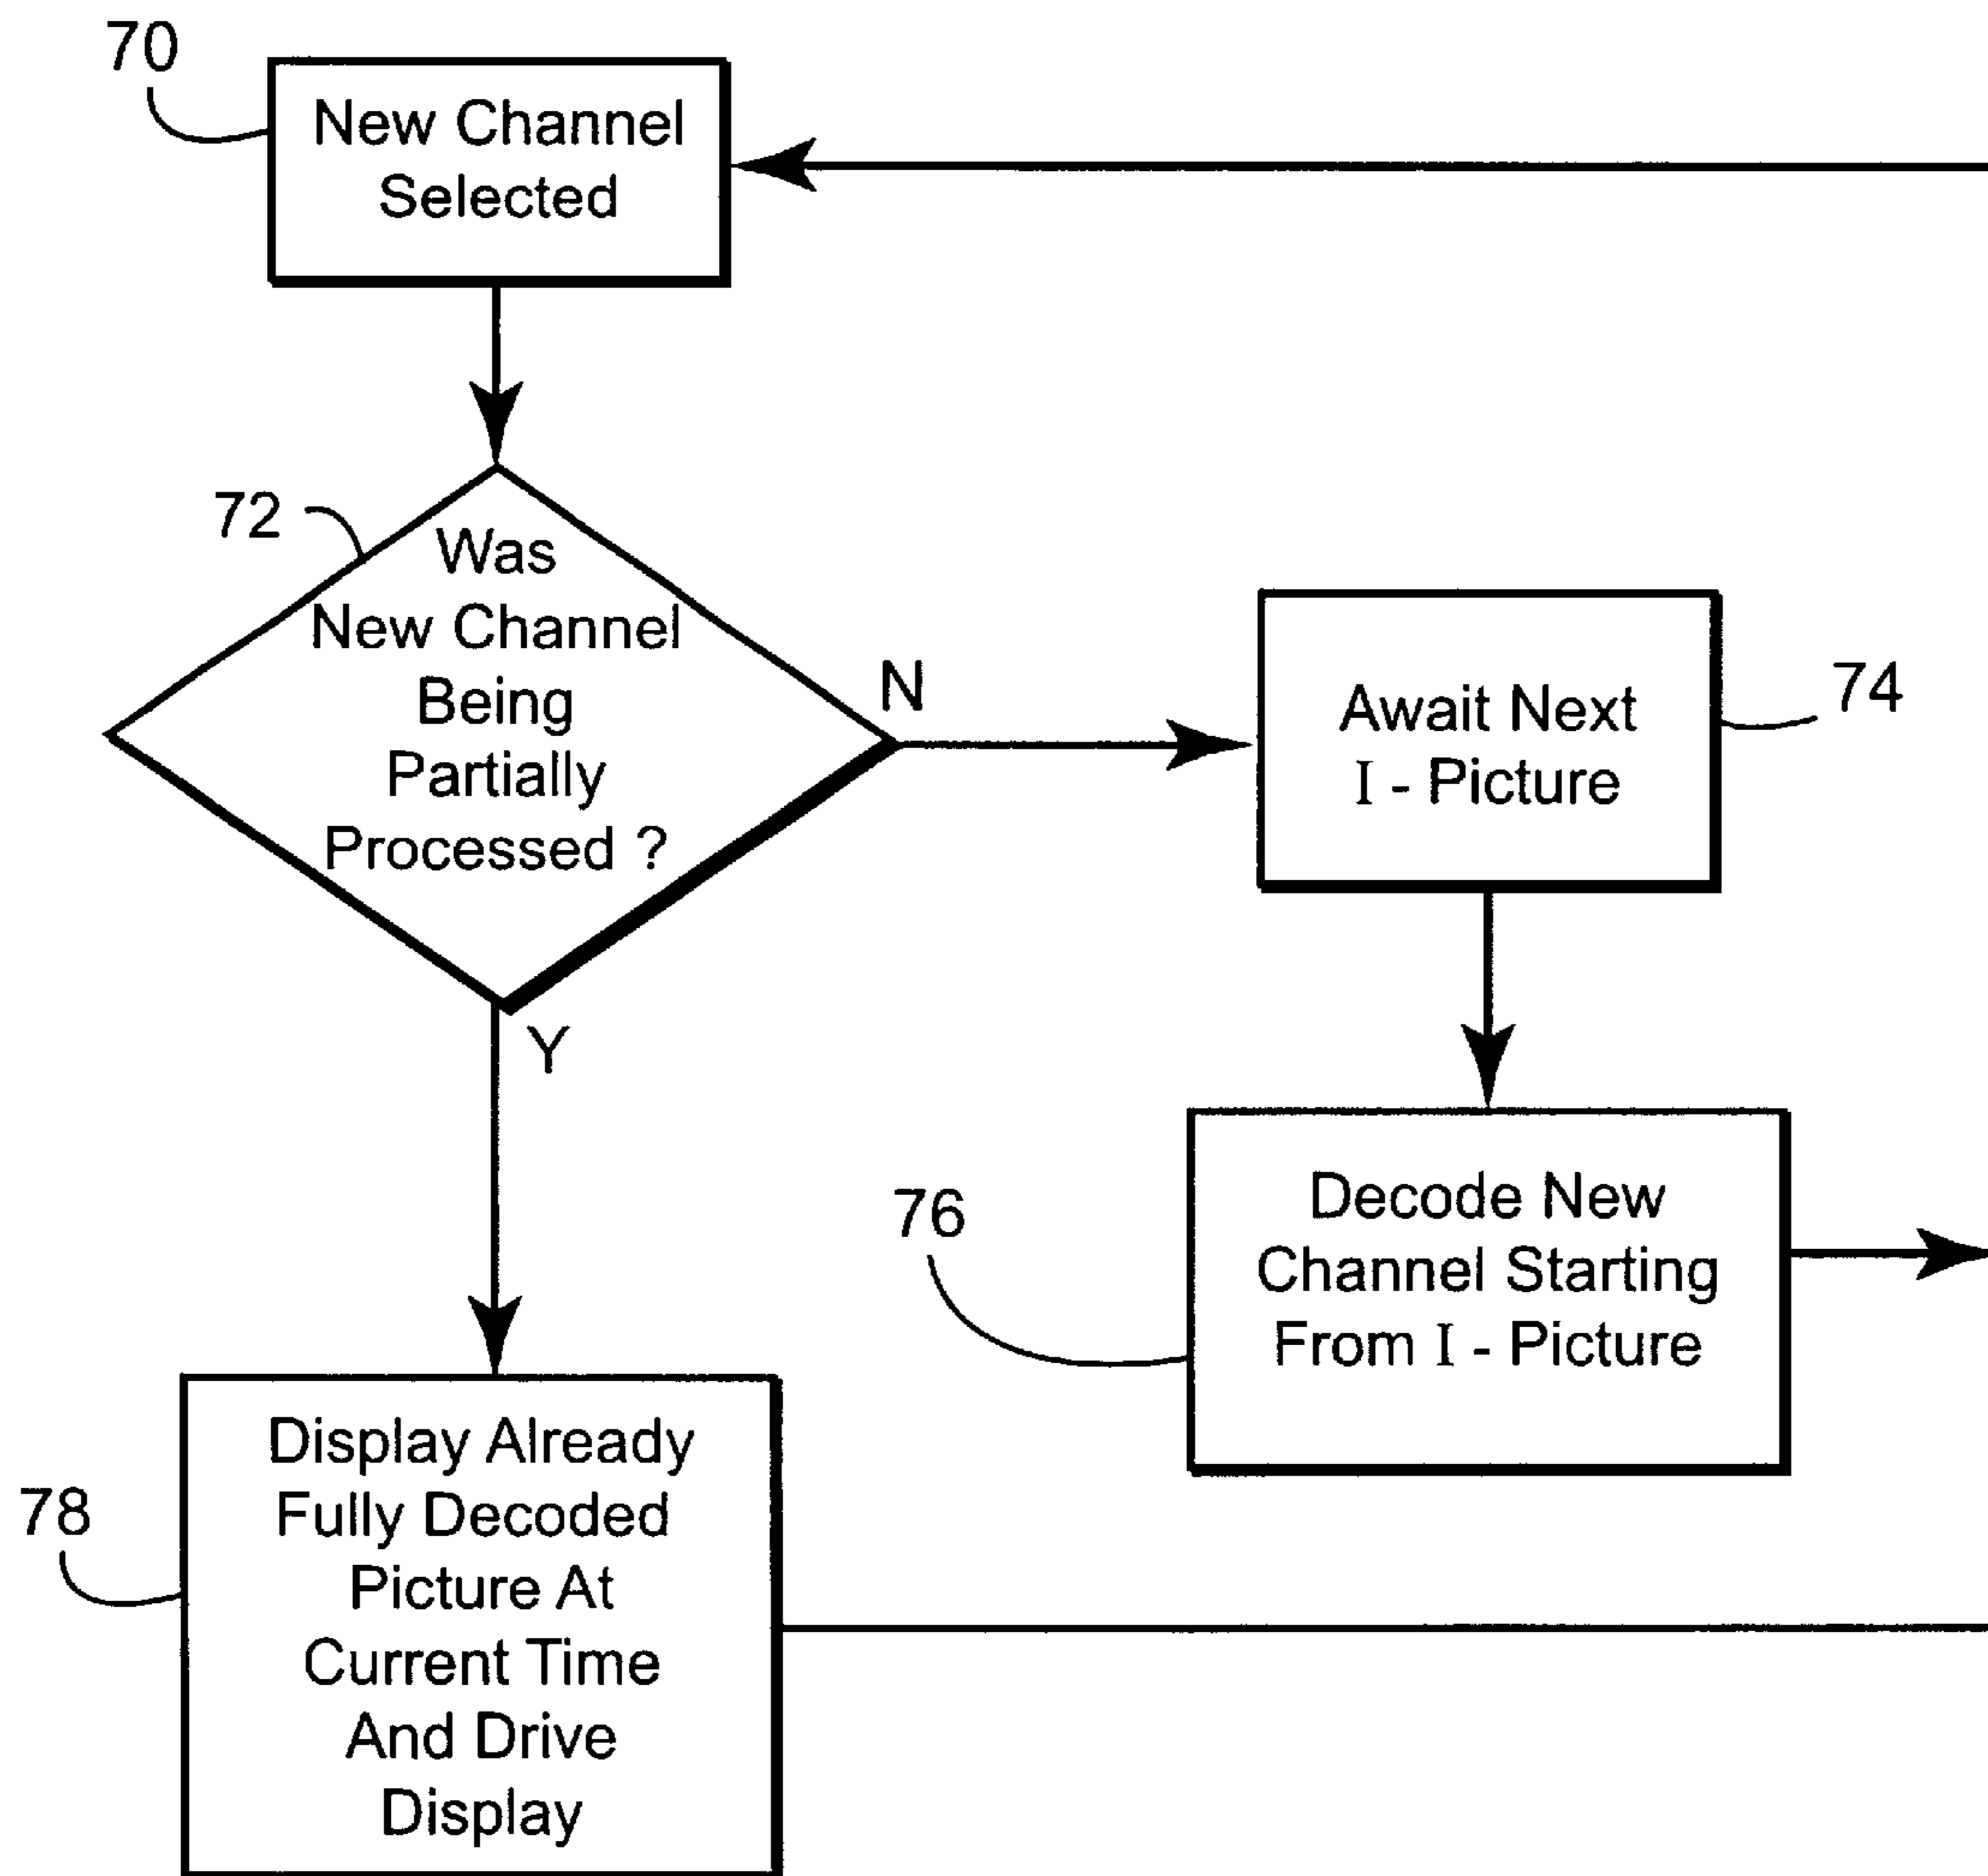 70
New Channel
Selected
72
Was
New Channel
Being
Partially
Processed ?
N
Y
Await Next
I - Picture
74
76
Decode New
Channel Starting
From I - Picture
78
Display Already
Fully Decoded
Picture At
Current Time
And Drive
Display